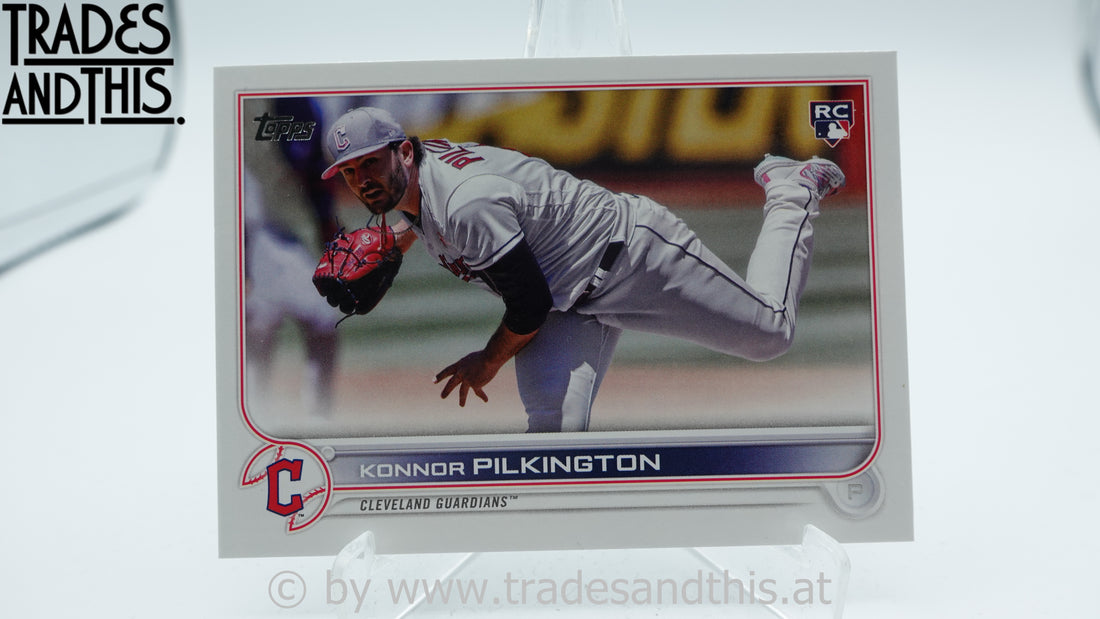 TRADES
ANDTHIS.
Topps
RC
C
KONNOR PILKINGTON
C
CLEVELAND GUARDIANS™
P
© by www.tradesandthis.at